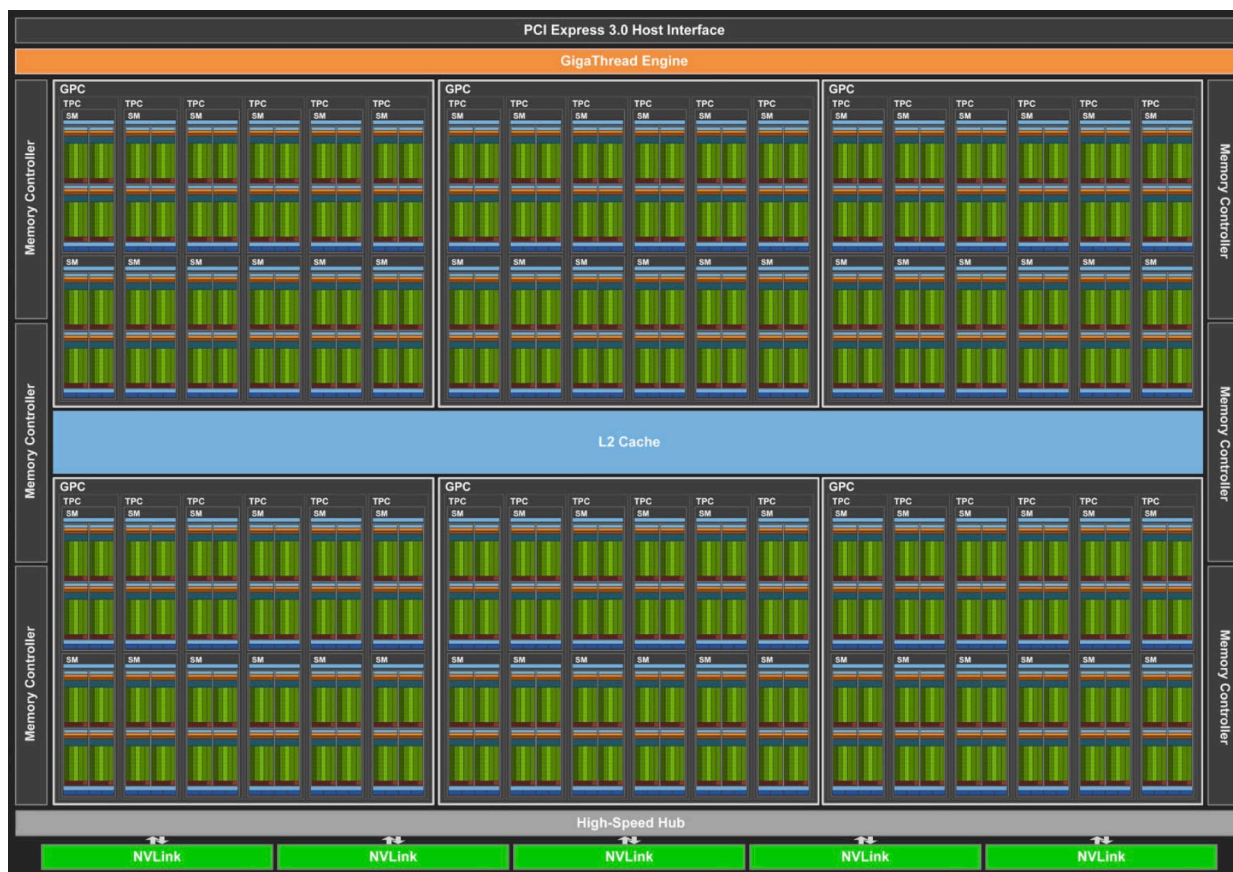 PCI Express 3.0 Host Interface
GigaThread Engine
Memory Controller
Memory Controller
Memory Controller
GPC
TPC TPC TPC TPC TPC TPC
SM SM SM SM SM SM
SM SM SM SM SM SM
GPC
TPC TPC TPC TPC TPC TPC
SM SM SM SM SM SM
SM SM SM SM SM SM
GPC
TPC TPC TPC TPC TPC TPC
SM SM SM SM SM SM
SM SM SM SM SM SM
L2 Cache
GPC
TPC TPC TPC TPC TPC TPC
SM SM SM SM SM SM
SM SM SM SM SM SM
GPC
TPC TPC TPC TPC TPC TPC
SM SM SM SM SM SM
SM SM SM SM SM SM
GPC
TPC TPC TPC TPC TPC TPC
SM SM SM SM SM SM
SM SM SM SM SM SM
Memory Controller
Memory Controller
Memory Controller
High-Speed Hub
NVLink NVLink NVLink NVLink NVLink